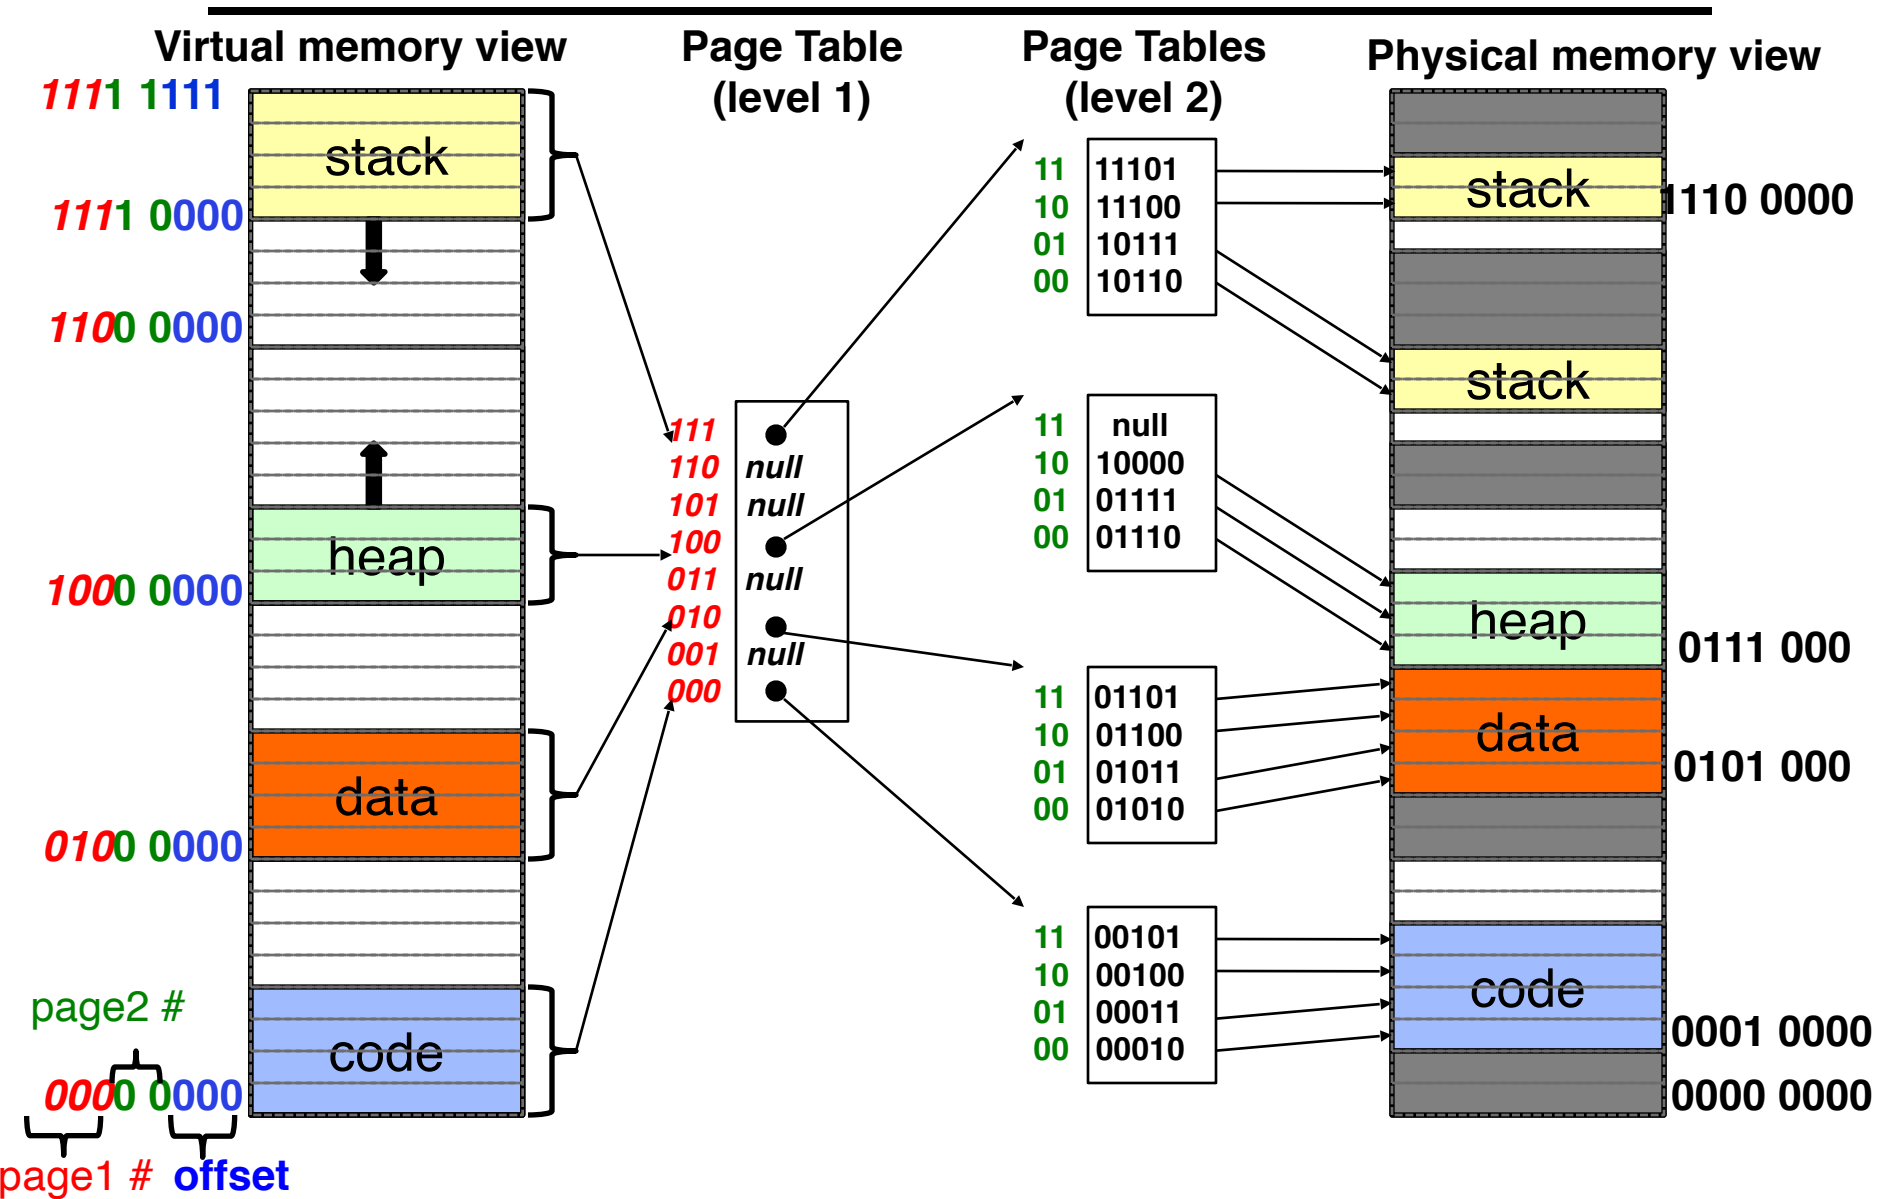 Virtual memory view
Page Table
(level 1)
Page Tables
(level 2)
Physical memory view
1111 1111
stack
1111 0000
1100 0000
heap
1000 0000
data
0100 0000
page2 #
code
0000 0000
page1 #
offset
111
110 null
101 null
100
011 null
010
001 null
000
11 11101
10 11100
01 10111
00 10110
11 null
10 10000
01 01111
00 01110
11 01101
10 01100
01 01011
00 01010
11 00101
10 00100
01 00011
00 00010
stack
1110 0000
stack
heap
0111 000
data
0101 000
code
0001 0000
0000 0000